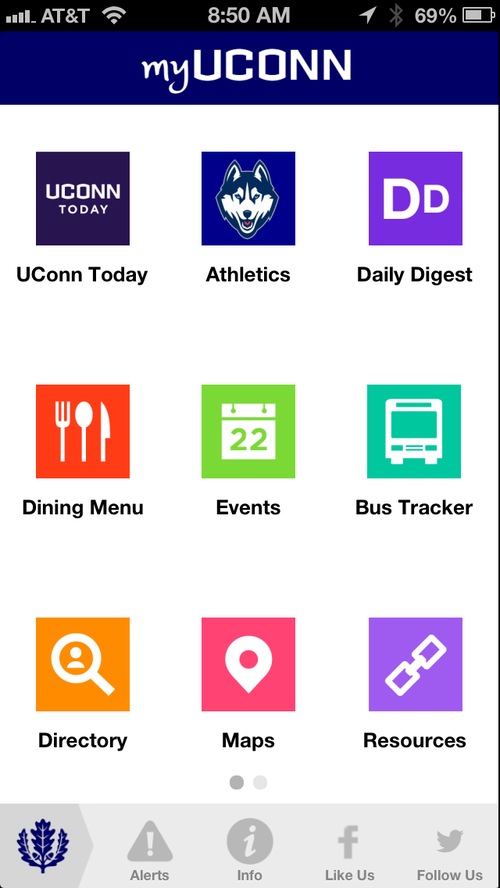 AT&T 8:50 AM 69%
myUCONN
UCONN
TODAY
UConn Today
Athletics
DD
Daily Digest
Dining Menu
22
Events
Bus Tracker
Directory
Maps
Resources
Alerts
i
Info
f
Like Us
Follow Us